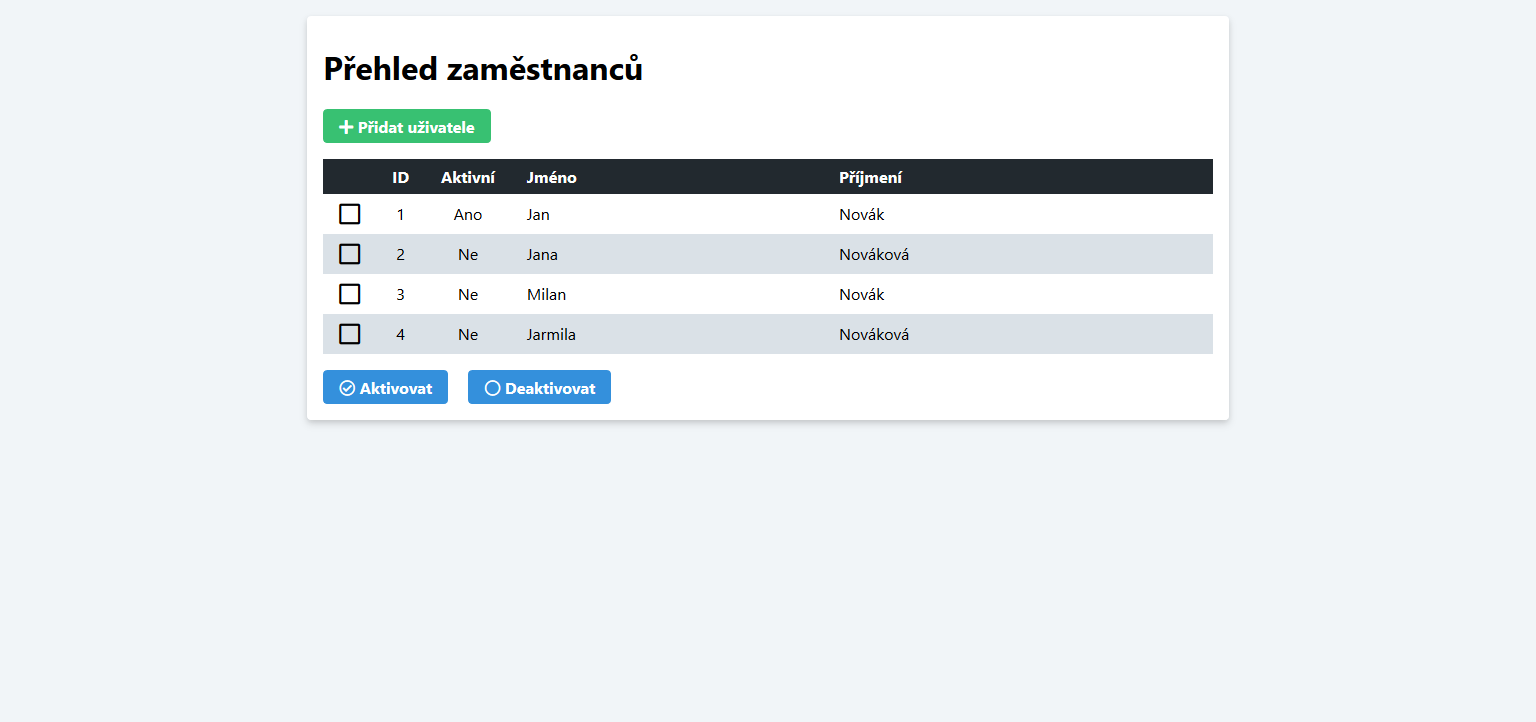 Přehled zaměstnanců
Přidat uživatele
ID Aktivní Jméno Příjmení
1 Ano Jan Novák
2 Ne Jana Nováková
3 Ne Milan Novák
4 Ne Jarmila Nováková
Aktivovat Deaktivovat